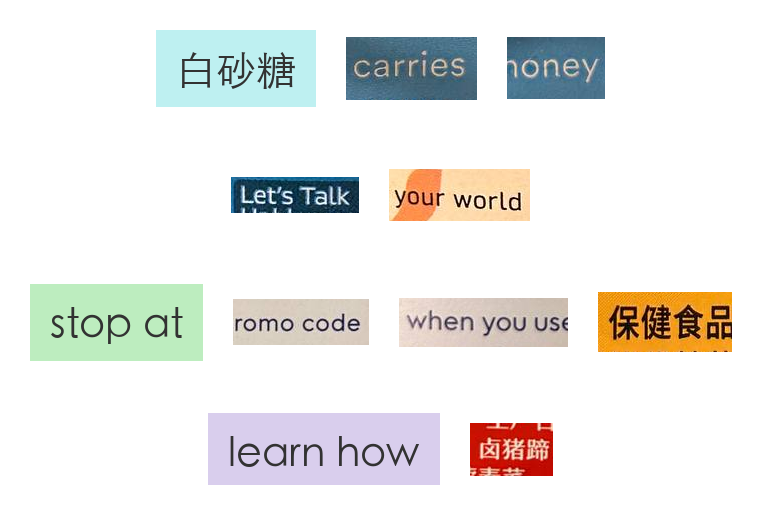 白砂糖 carries honey
Let's Talk your world
stop at romo code when you use 保健食品
learn how 卤猪蹄